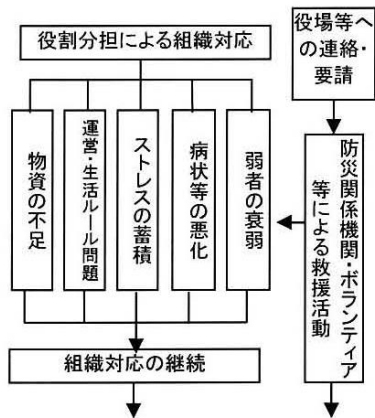 役割分担による組織対応
役場等へ
の連絡・
要請
物資の不足
運営・生活ルール問題
ストレスの蓄積
病状等の悪化
弱者の衰弱
防災関係機関・ボランティア
等による救援活動
組織対応の継続